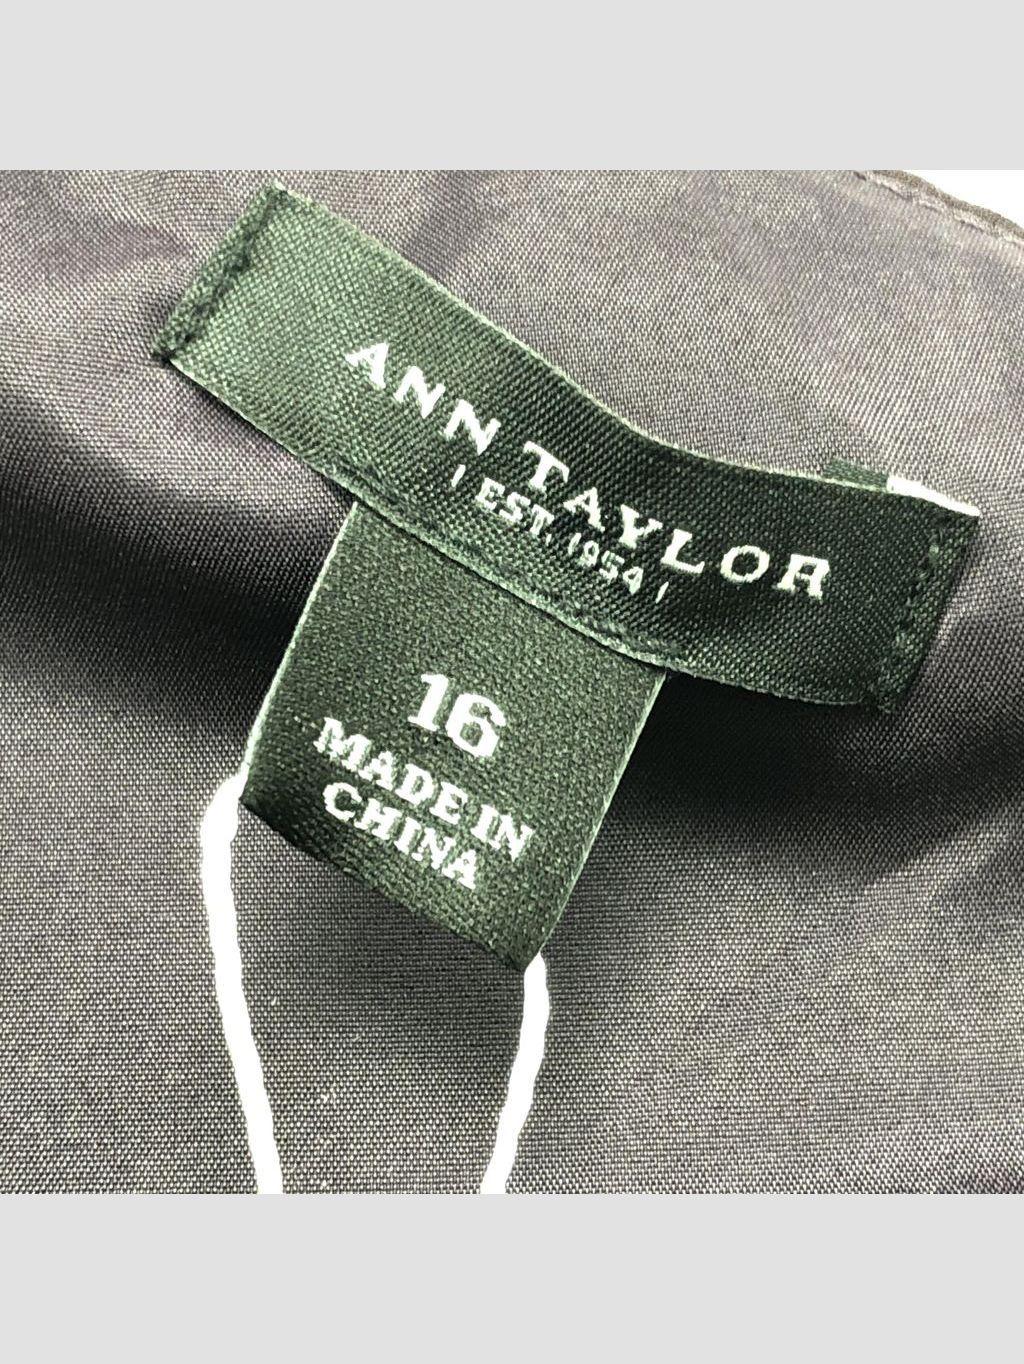 ANN TAYLOR
| EST. 1954 |
16
MADE IN
CHINA